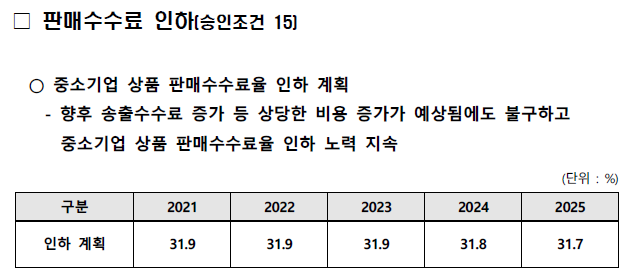 □ 판매수수료 인하(승인조건 15)
○ 중소기업 상품 판매수수료율 인하 계획
- 향후 송출수수료 증가 등 상당한 비용 증가가 예상됨에도 불구하고
중소기업 상품 판매수수료율 인하 노력 지속
(단위 : %)
구분 2021 2022 2023 2024 2025
인하 계획 31.9 31.9 31.9 31.8 31.7